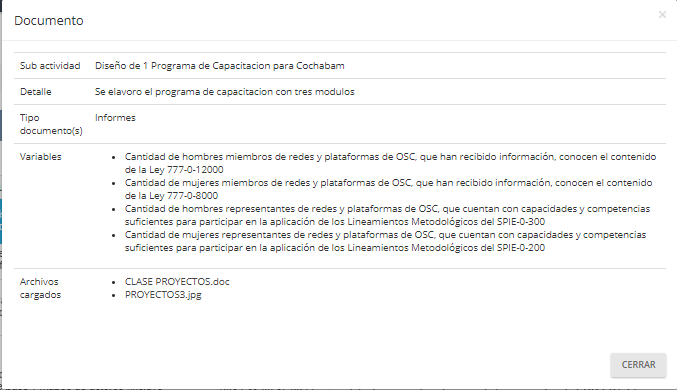 Documento
×
Sub actividad Diseño de 1 Programa de Capacitacion para Cochabam
Detalle Se elavoro el programa de capacitacion con tres modulos
Tipo Informes
documento(s)
Variables • Cantidad de hombres miembros de redes y plataformas de OSC, que han recibido información, conocen el contenido
de la Ley 777-0-12000
• Cantidad de mujeres miembros de redes y plataformas de OSC, que han recibido información, conocen el contenido
de la Ley 777-0-8000
• Cantidad de hombres representantes de redes y plataformas de OSC, que cuentan con capacidades y competencias
suficientes para participar en la aplicación de los Lineamientos Metodológicos del SPIE-0-300
• Cantidad de mujeres representantes de redes y plataformas de OSC, que cuentan con capacidades y competencias
suficientes para participar en la aplicación de los Lineamientos Metodológicos del SPIE-0-200
Archivos • CLASE PROYECTOS.doc
cargados • PROYECTOS3.jpg
CERRAR